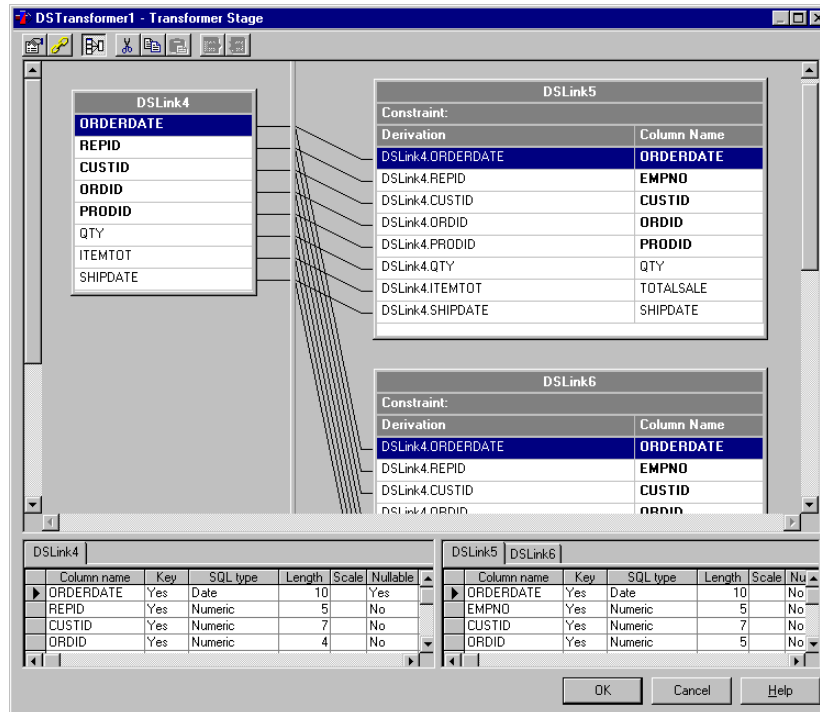 DSTransformer1 - Transformer Stage
DSLink4
ORDERDATE
REPID
CUSTID
ORDID
PRODID
QTY
ITEMTOT
SHIPDATE
DSLink5
Constraint:
Derivation Column Name
DSLink4.ORDERDATE ORDERDATE
DSLink4.REPID EMPNO
DSLink4.CUSTID CUSTID
DSLink4.ORDID ORDID
DSLink4.PRODID PRODID
DSLink4.QTY QTY
DSLink4.ITEMTOT TOTALSALE
DSLink4.SHIPDATE SHIPDATE
DSLink6
Constraint:
Derivation Column Name
DSLink4.ORDERDATE ORDERDATE
DSLink4.REPID EMPNO
DSLink4.CUSTID CUSTID
DSLink4.ORDID ORDID
DSLink4
Column name Key SQL type Length Scale Nullable
ORDERDATE Yes Date 10 Yes
REPID Yes Numeric 5 No
CUSTID Yes Numeric 7 No
ORDID Yes Numeric 4 No
DSLink5 DSLink6
Column name Key SQL type Length Scale Nu
ORDERDATE Yes Date 10 No
EMPNO Yes Numeric 5 No
CUSTID Yes Numeric 7 No
ORDID Yes Numeric 5 No
OK Cancel Help